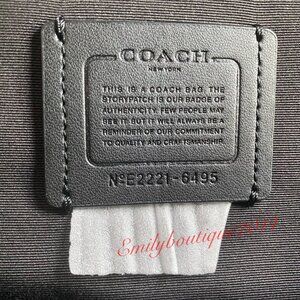 COACH
NEW YORK
THIS IS A COACH BAG. THE
STORYPATCH IS OUR BADGE OF
AUTHENTICITY. FEW PEOPLE MAY
SEE IT BUT IT WILL ALWAYS BE A
REMINDER OF OUR COMMITMENT
TO QUALITY AND CRAFTSMANSHIP.
NºE2221-6495